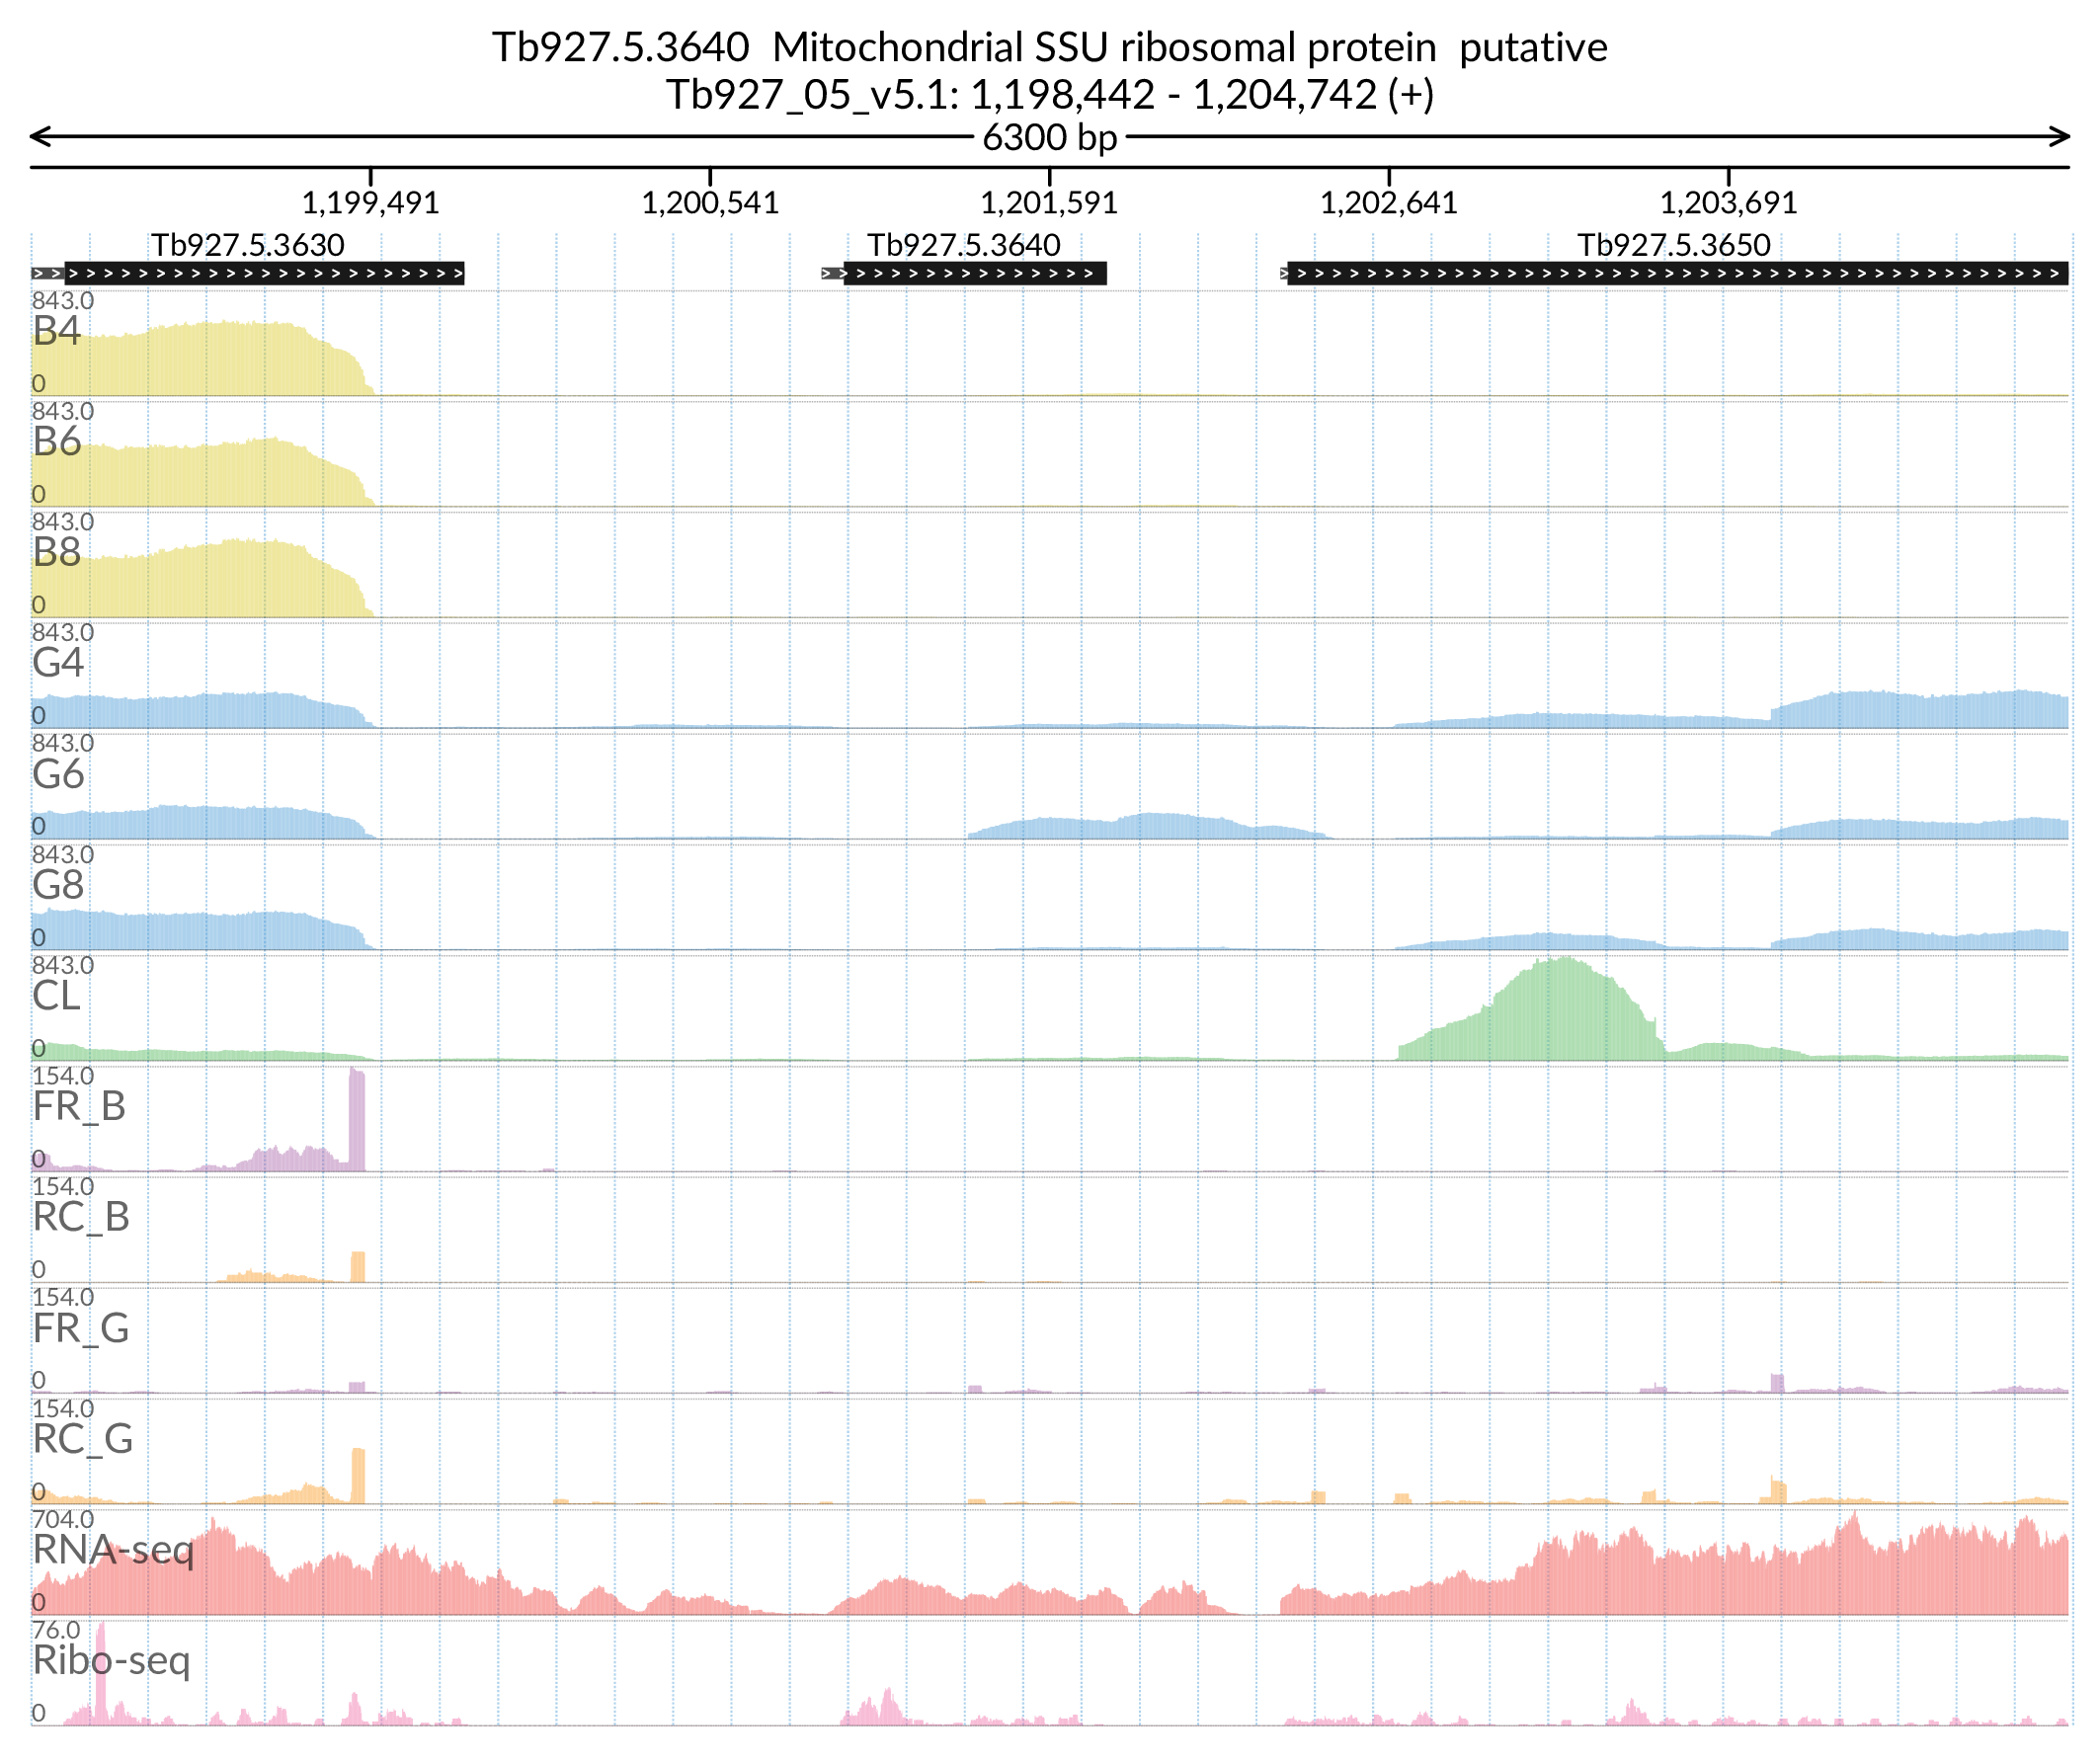 Tb927.5.3640  Mitochondrial SSU ribosomal protein  putative
Tb927_05_v5.1: 1,198,442 - 1,204,742 (+)
6300 bp
1,199,491 1,200,541 1,201,591 1,202,641 1,203,691
Tb927.5.3630 Tb927.5.3640 Tb927.5.3650
843.0
B4
0
843.0
B6
0
843.0
B8
0
843.0
G4
0
843.0
G6
0
843.0
G8
0
843.0
CL
0
154.0
FR_B
0
154.0
RC_B
0
154.0
FR_G
0
154.0
RC_G
0
704.0
RNA-seq
0
76.0
Ribo-seq
0